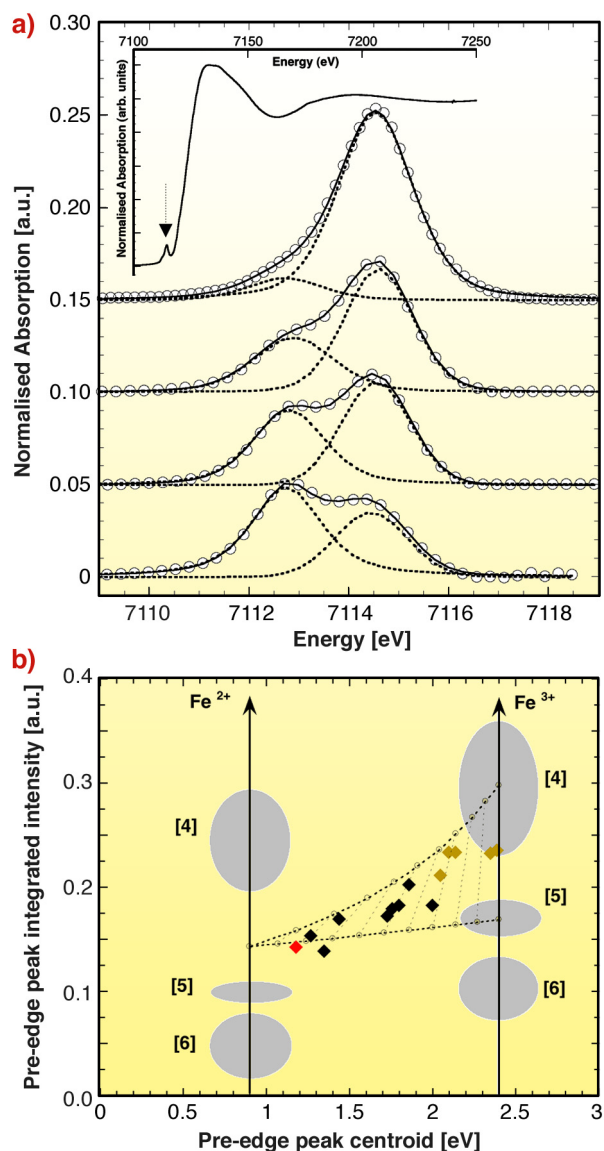 a)
0.30
0.25
0.20
0.15
0.10
0.05
0
Normalised Absorption [a.u.]
7100 7150 7200 7250
Energy (eV)
Normalised Absorption (arb. units)
7110 7112 7114 7116 7118
Energy [eV]
b)
0.4
0.3
0.2
0.1
0.0
Pre-edge peak integrated intensity [a.u.]
Fe 2+
Fe 3+
[4]
[4]
[5]
[5]
[6]
[6]
0 0.5 1 1.5 2 2.5 3
Pre-edge peak centroid [eV]